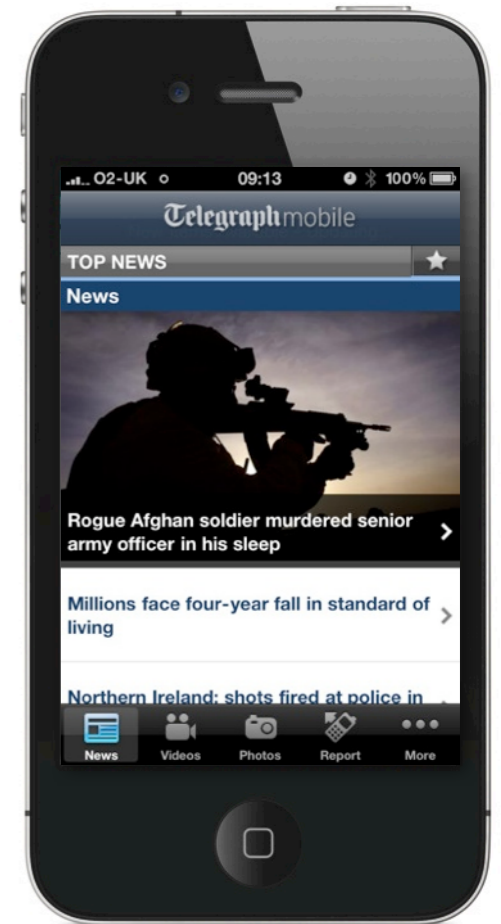 O2-UK 09:13 100%
Telegraph mobile
TOP NEWS
News
Rogue Afghan soldier murdered senior
army officer in his sleep
Millions face four-year fall in standard of
living
Northern Ireland: shots fired at police in
News Videos Photos Report More